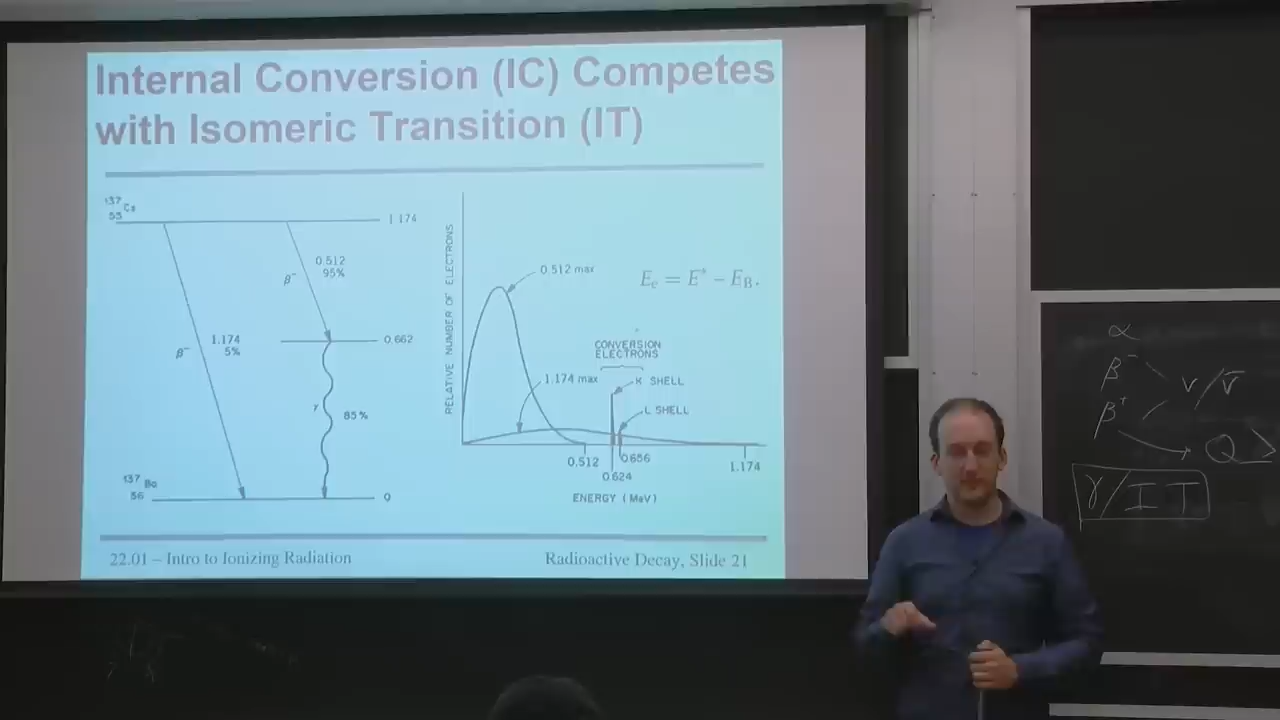 Internal Conversion (IC) Competes
with Isomeric Transition (IT)
137
55 Cs
1.174
0.512
95%
β⁻
1.174
5%
β⁻
0.662
γ
85%
137
56 Ba
0
RELATIVE NUMBER OF ELECTRONS
0.512 max
E_e = E* − E_B.
CONVERSION
ELECTRONS
1.174 max
K SHELL
L SHELL
0.512
0.656
0.624
1.174
ENERGY (MeV)
22.01 – Intro to Ionizing Radiation
Radioactive Decay, Slide 21
α
β⁻
ν/ν̅
β⁺
Q >
γ/IT